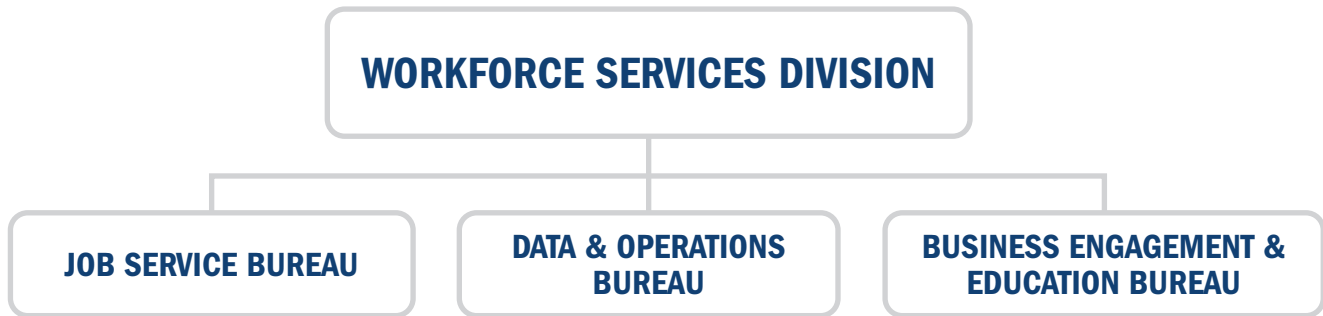 WORKFORCE SERVICES DIVISION
JOB SERVICE BUREAU
DATA & OPERATIONS
BUREAU
BUSINESS ENGAGEMENT &
EDUCATION BUREAU